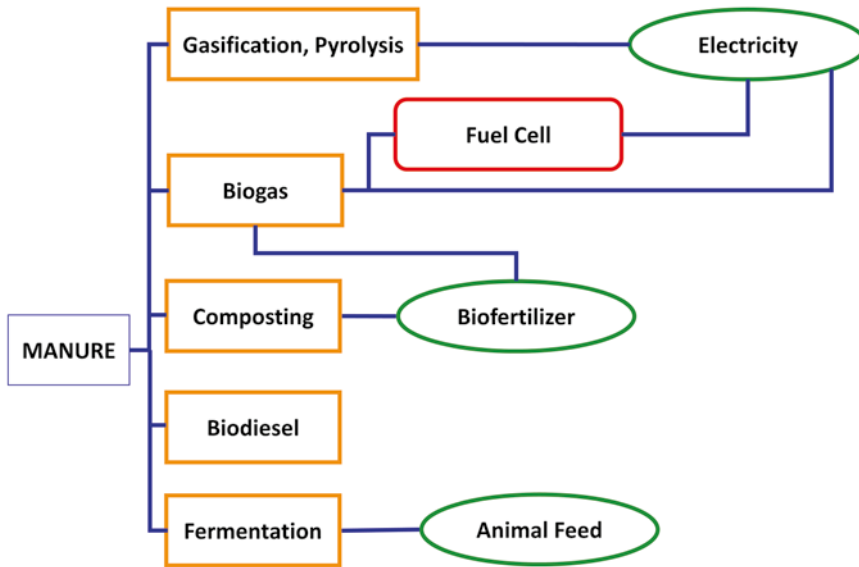 Gasification, Pyrolysis
Electricity
Fuel Cell
Biogas
Composting
Biofertilizer
MANURE
Biodiesel
Fermentation
Animal Feed